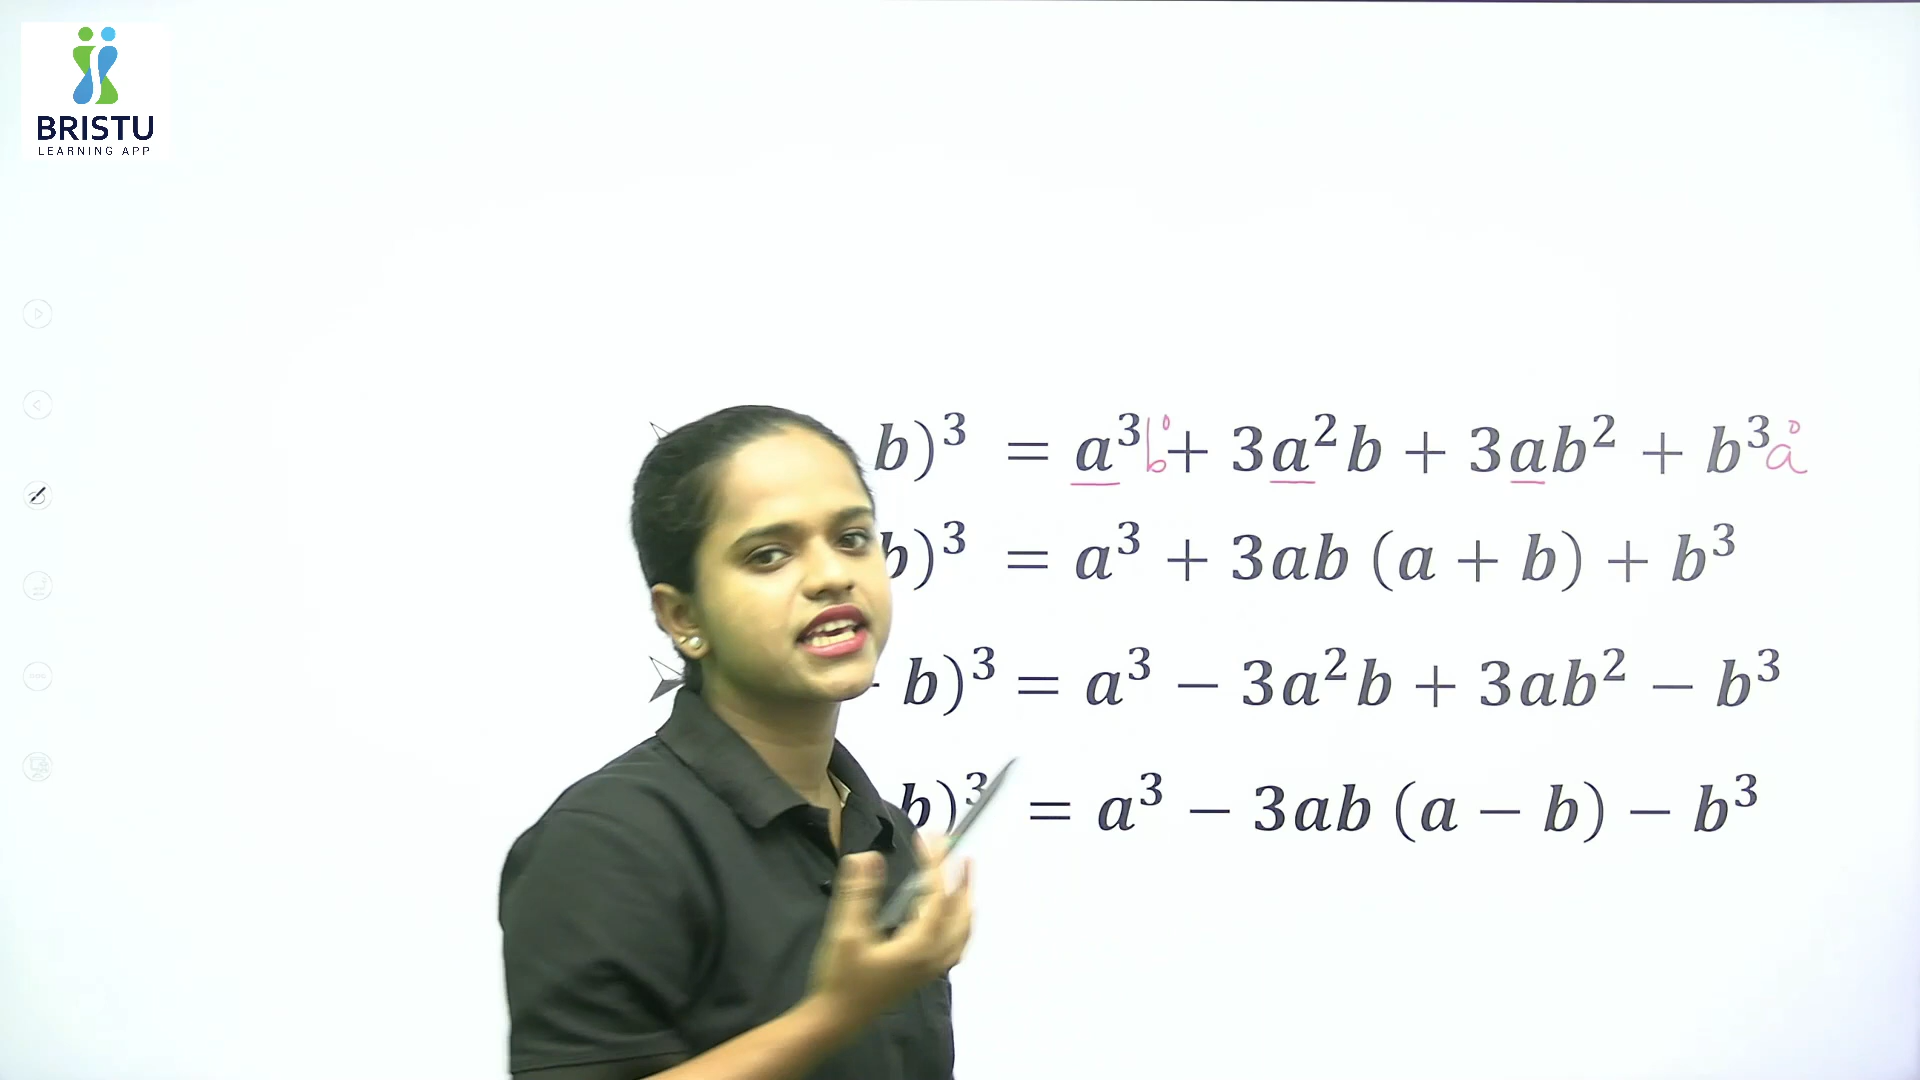 BRISTU
LEARNING APP
b)³ = a³b⁰ + 3a²b + 3ab² + b³a⁰
b)³ = a³ + 3ab (a + b) + b³
- b)³ = a³ − 3a²b + 3ab² − b³
b)³ = a³ − 3ab (a − b) − b³